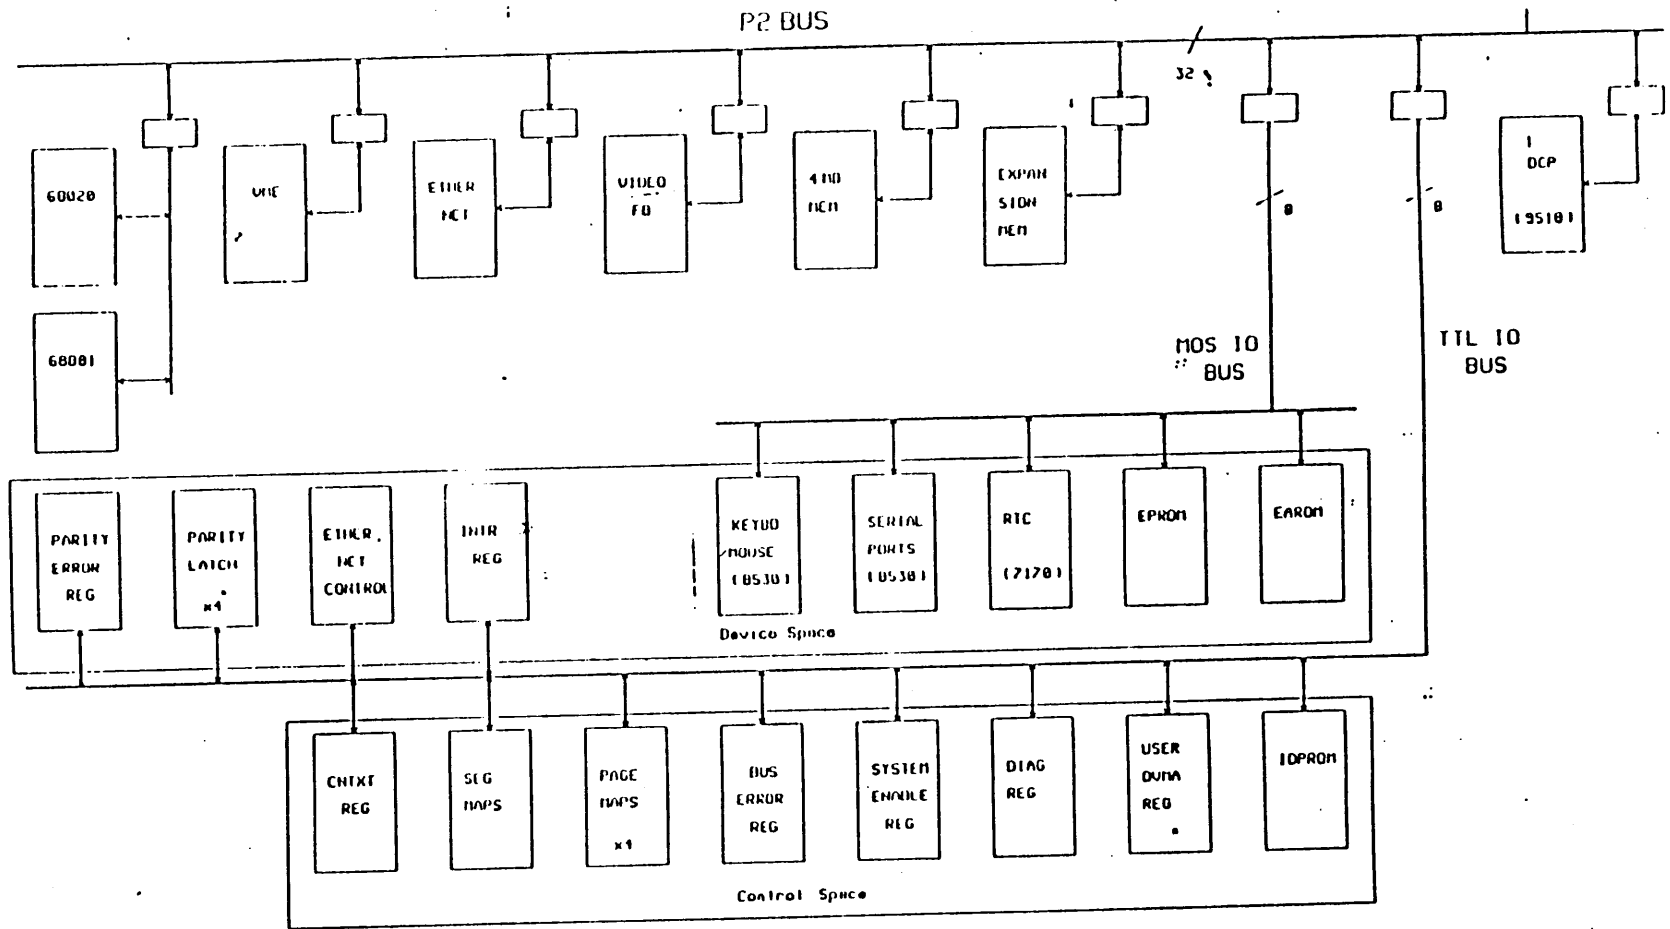 P2 BUS
32
68020
VME
ETHER
NET
VIDEO
FB
4 MB
MEM
EXPAN
SION
MEM
8
8
DCP
(9518)
68081
MOS IO
BUS
TTL IO
BUS
PARITY
ERROR
REG
PARITY
LATCH
x4
ETHER
NET
CONTROL
INTR
REG
KEYBD
MOUSE
(8530)
SERIAL
PORTS
(8530)
RTC
(7170)
EPROM
EAROM
Device Space
CNTXT
REG
SEG
MAPS
PAGE
MAPS
x4
BUS
ERROR
REG
SYSTEM
ENABLE
REG
DIAG
REG
USER
DVMA
REG
IDPROM
Control Space